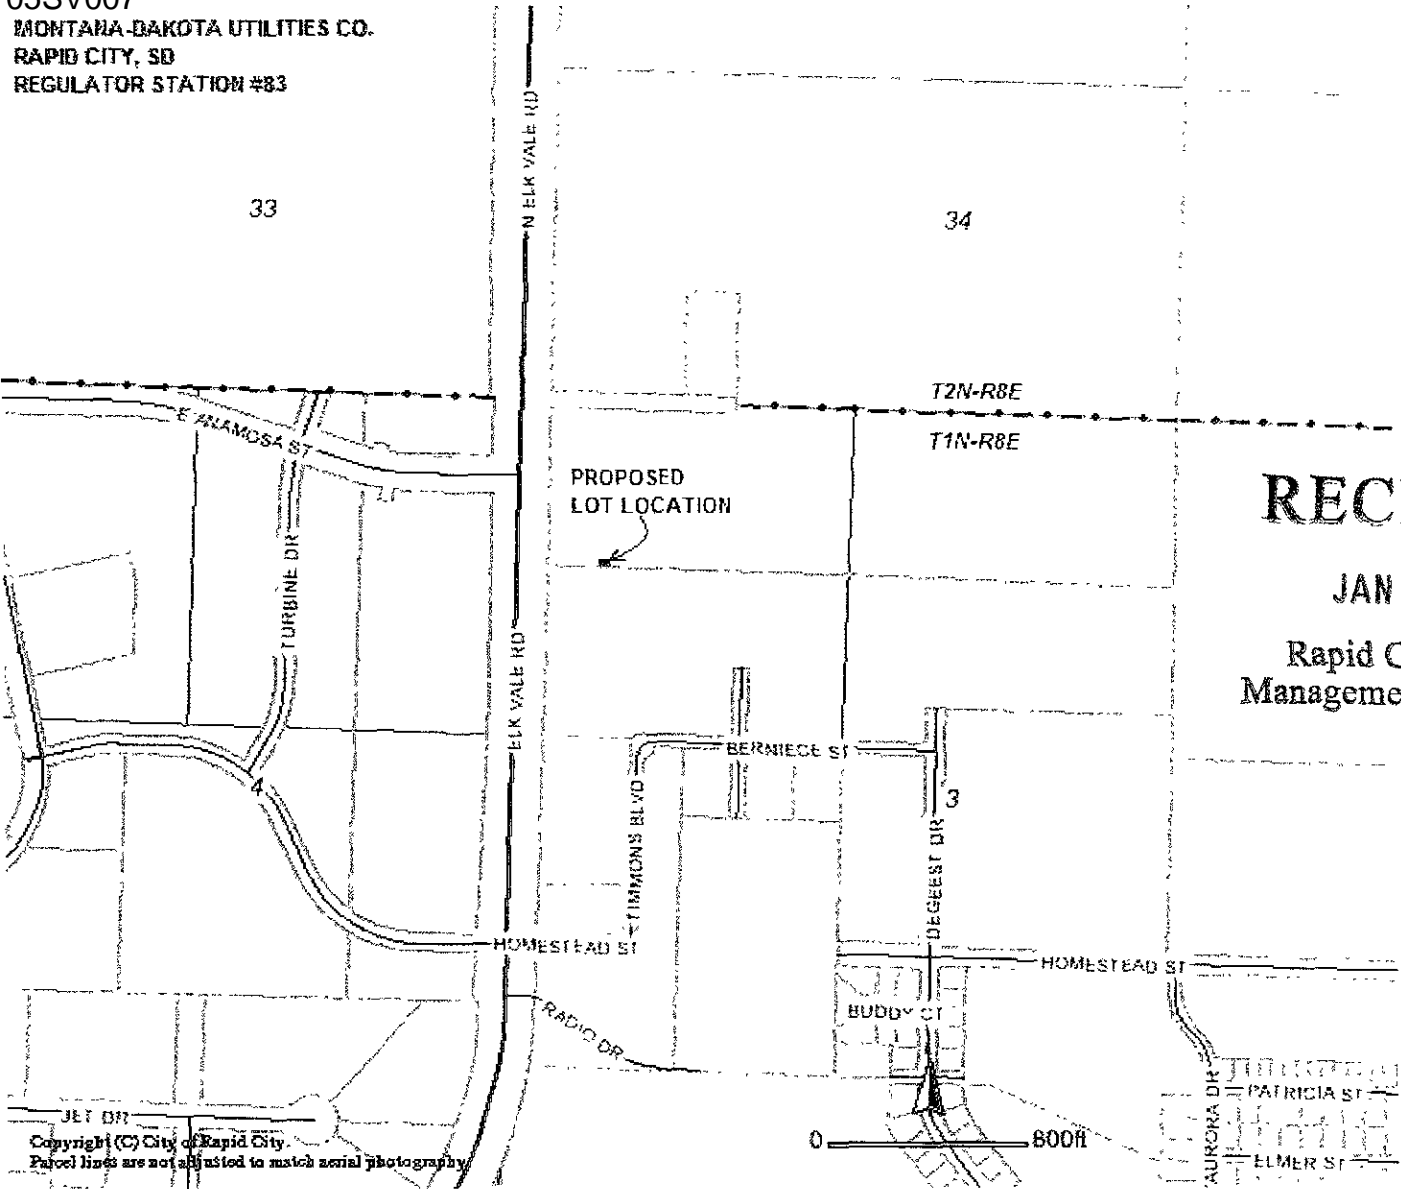 05SV007
MONTANA-DAKOTA UTILITIES CO.
RAPID CITY, SD
REGULATOR STATION #83
N ELK VALE RD
33
34
T2N-R8E
T1N-R8E
E ANAMOSA ST
PROPOSED
LOT LOCATION
TURBINE DR
ELK VALE RD
REC
JAN
Rapid C
Manageme
BERNIECE ST
4
3
TIMMONS BLVD
DEGEEST DR
HOMESTEAD ST
HOMESTEAD ST
BUDDY CT
RADIO DR
JET DR
AURORA DR
PATRICIA ST
ELMER ST
0 800ft
Copyright (C) City of Rapid City.
Parcel lines are not adjusted to match aerial photography